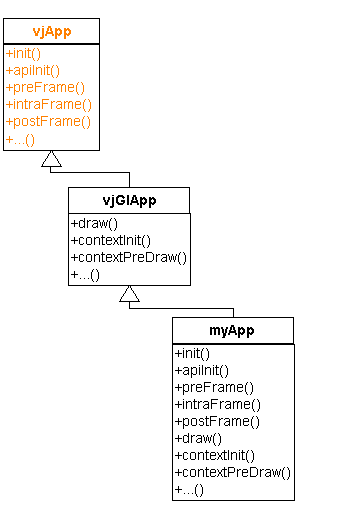 vjApp
+init()
+apiInit()
+preFrame()
+intraFrame()
+postFrame()
+...()
vjGlApp
+draw()
+contextInit()
+contextPreDraw()
+...()
myApp
+init()
+apiInit()
+preFrame()
+intraFrame()
+postFrame()
+draw()
+contextInit()
+contextPreDraw()
+...()